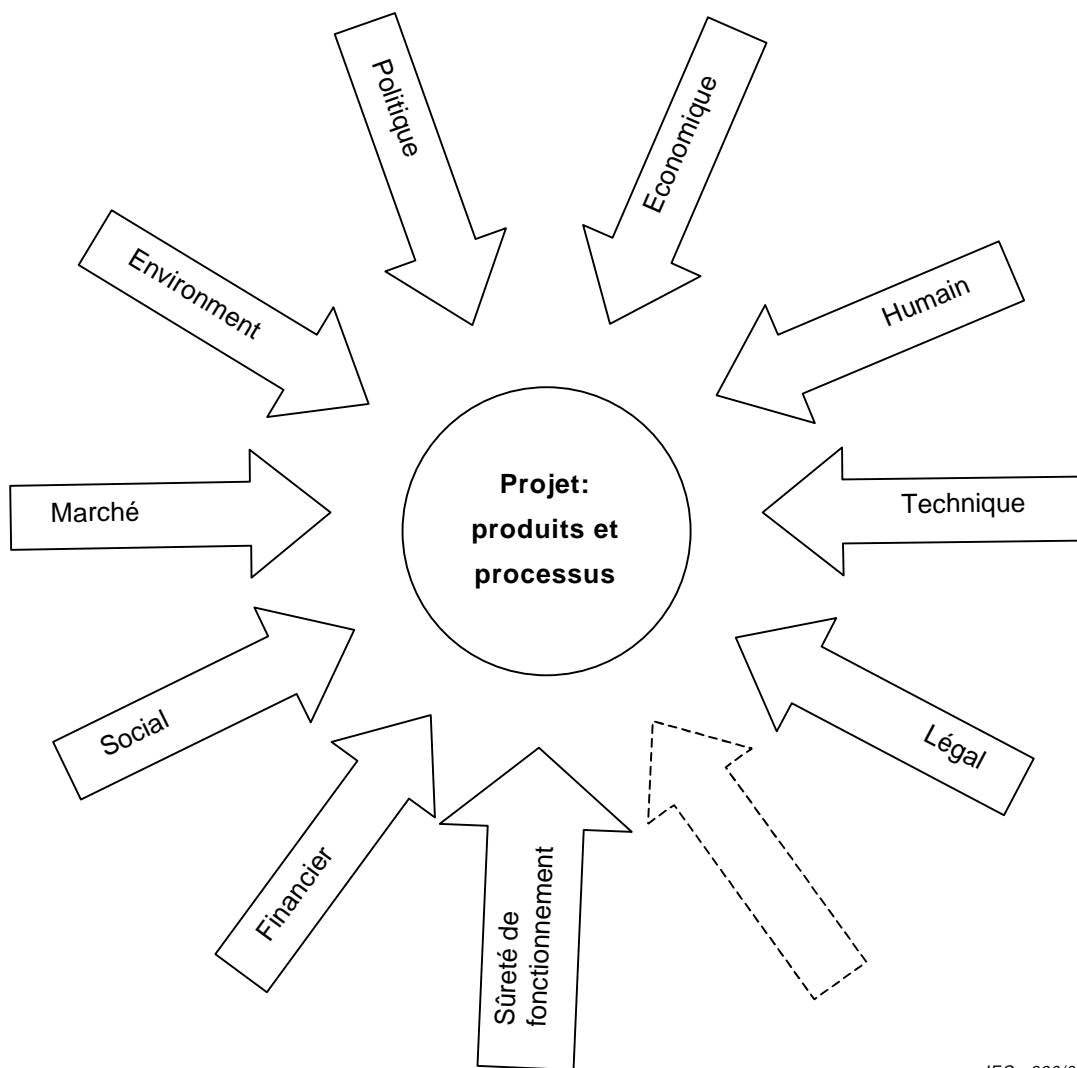 Politique
Economique
Environment
Humain
Projet:
produits et
processus
Marché
Technique
Social
Légal
Financier
Sûreté de
fonctionnement